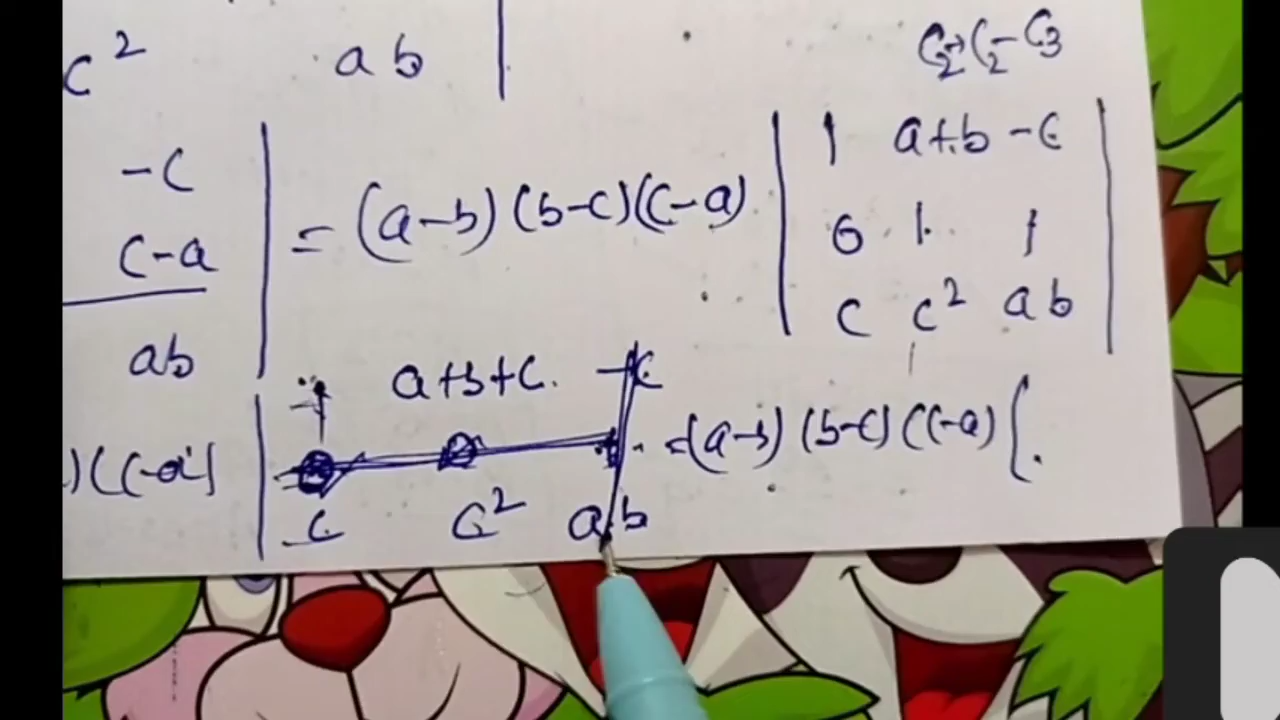 c² ab | C₂→C₂-C₃
-c | | 1 a+b -c |
c-a | = (a-b)(b-c)(c-a) | 0 1 1 |
ab | | c c² ab |
| a+b+c -c
)(c-a) | = (a-b)(b-c)(c-a) {
| c c² ab